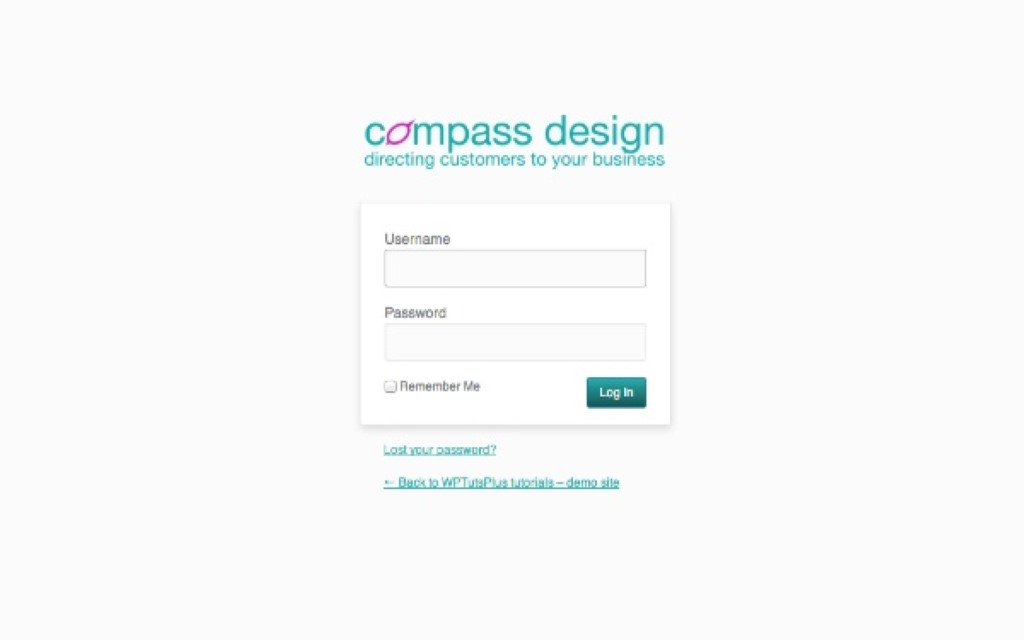 compass design
directing customers to your business
Username
Password
Remember Me
Log In
Lost your password?
← Back to WPTutsPlus tutorials – demo site